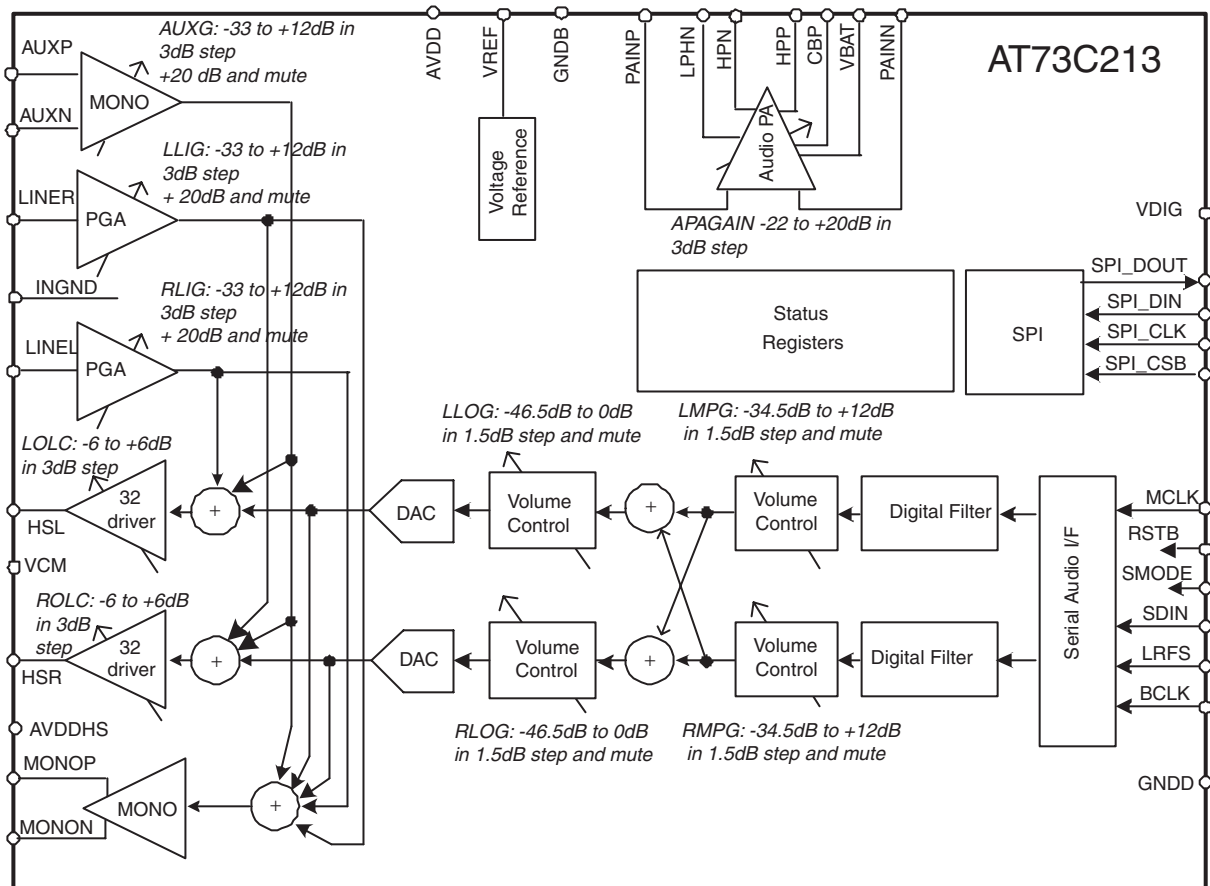 AT73C213
AVDD
VREF
GNDB
PAINP
LPHN
HPN
HPP
CBP
VBAT
PAINN
AUXP
AUXN
MONO
AUXG: -33 to +12dB in
3dB step
+20 dB and mute
LINER
PGA
LLIG: -33 to +12dB in
3dB step
+ 20dB and mute
INGND
LINEL
PGA
RLIG: -33 to +12dB in
3dB step
+ 20dB and mute
Voltage
Reference
Audio PA
APAGAIN -22 to +20dB in
3dB step
Status
Registers
SPI
VDIG
SPI_DOUT
SPI_DIN
SPI_CLK
SPI_CSB
LOLC: -6 to +6dB
in 3dB step
32
driver
HSL
+
DAC
LLOG: -46.5dB to 0dB
in 1.5dB step and mute
Volume
Control
+
LMPG: -34.5dB to +12dB
in 1.5dB step and mute
Volume
Control
Digital Filter
Serial Audio I/F
MCLK
RSTB
SMODE
SDIN
LRFS
BCLK
VCM
ROLC: -6 to +6dB
in 3dB
step
32
driver
HSR
+
DAC
Volume
Control
RLOG: -46.5dB to 0dB
in 1.5dB step and mute
+
Volume
Control
RMPG: -34.5dB to +12dB
in 1.5dB step and mute
Digital Filter
AVDDHS
MONOP
MONON
MONO
+
GNDD